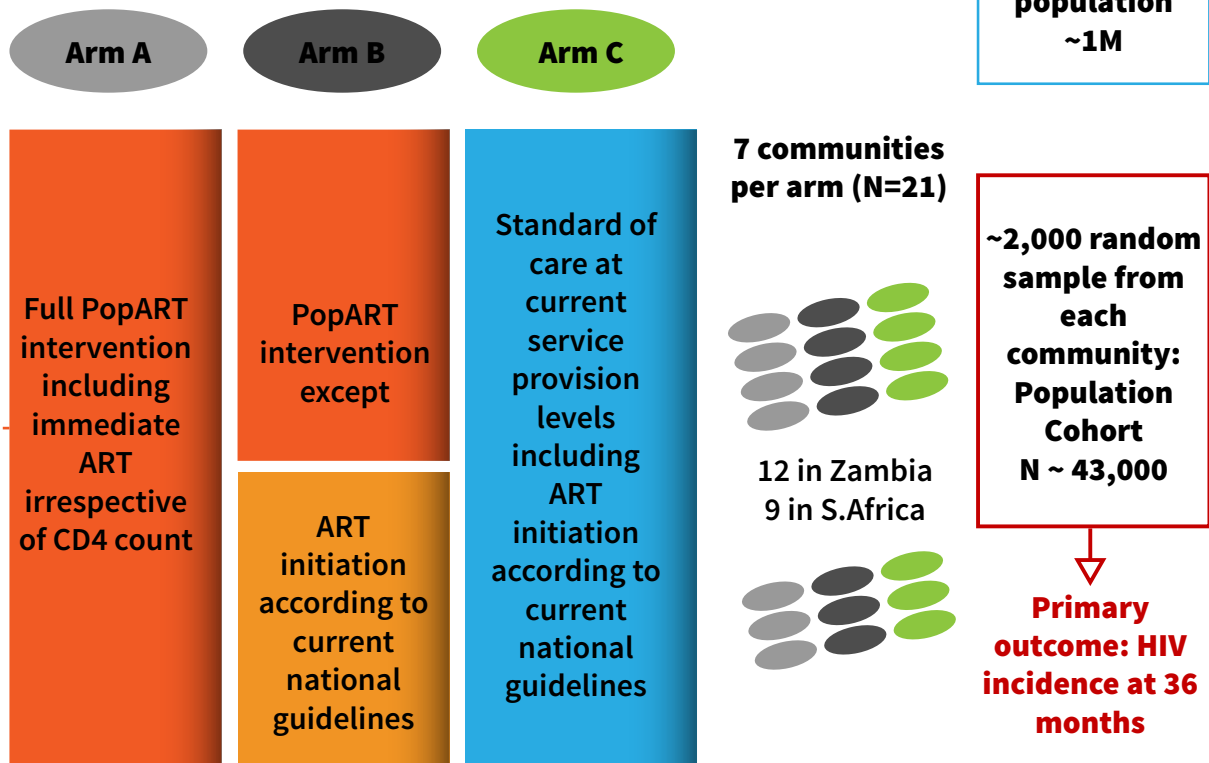 Arm A
Arm B
Arm C
population
~1M
Full PopART
intervention
including
immediate
ART
irrespective
of CD4 count
PopART
intervention
except
ART
initiation
according to
current
national
guidelines
Standard of
care at
current
service
provision
levels
including
ART
initiation
according to
current
national
guidelines
7 communities
per arm (N=21)
12 in Zambia
9 in S.Africa
~2,000 random
sample from
each
community:
Population
Cohort
N ~ 43,000
Primary
outcome: HIV
incidence at 36
months